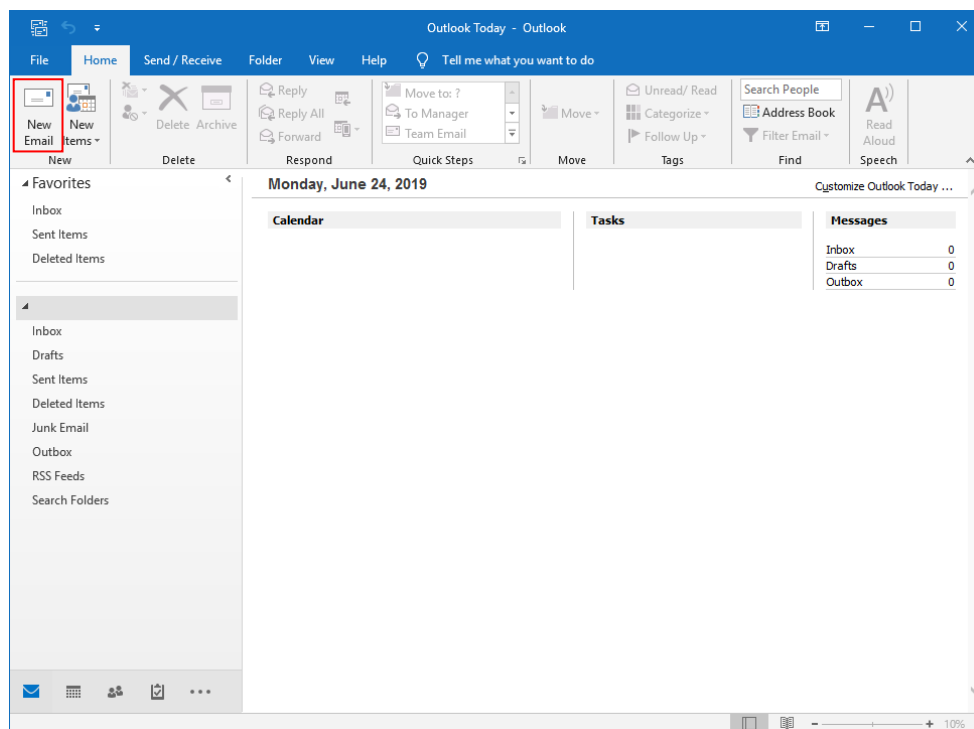 Outlook Today - Outlook
File Home Send / Receive Folder View Help Tell me what you want to do
New Email
New Items
Delete Archive
New
Delete
Reply
Reply All
Forward
Respond
Move to: ?
To Manager
Team Email
Quick Steps
Move
Move
Unread/ Read
Categorize
Follow Up
Tags
Search People
Address Book
Filter Email
Find
Read Aloud
Speech
Favorites
Inbox
Sent Items
Deleted Items
Inbox
Drafts
Sent Items
Deleted Items
Junk Email
Outbox
RSS Feeds
Search Folders
Monday, June 24, 2019
Customize Outlook Today ...
Calendar
Tasks
Messages
Inbox 0
Drafts 0
Outbox 0
10%